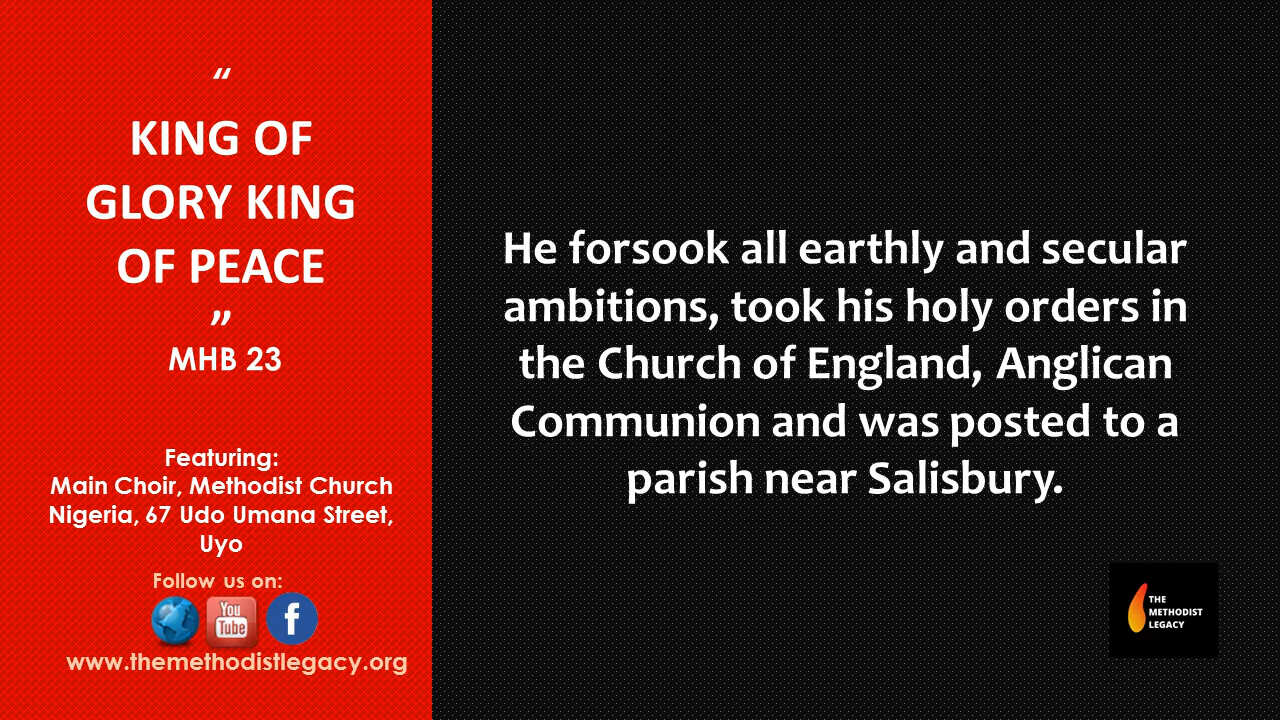 “
KING OF
GLORY KING
OF PEACE
”
MHB 23
Featuring:
Main Choir, Methodist Church
Nigeria, 67 Udo Umana Street,
Uyo
Follow us on:
You
Tube
f
www.themethodistlegacy.org
He forsook all earthly and secular
ambitions, took his holy orders in
the Church of England, Anglican
Communion and was posted to a
parish near Salisbury.
THE
METHODIST
LEGACY